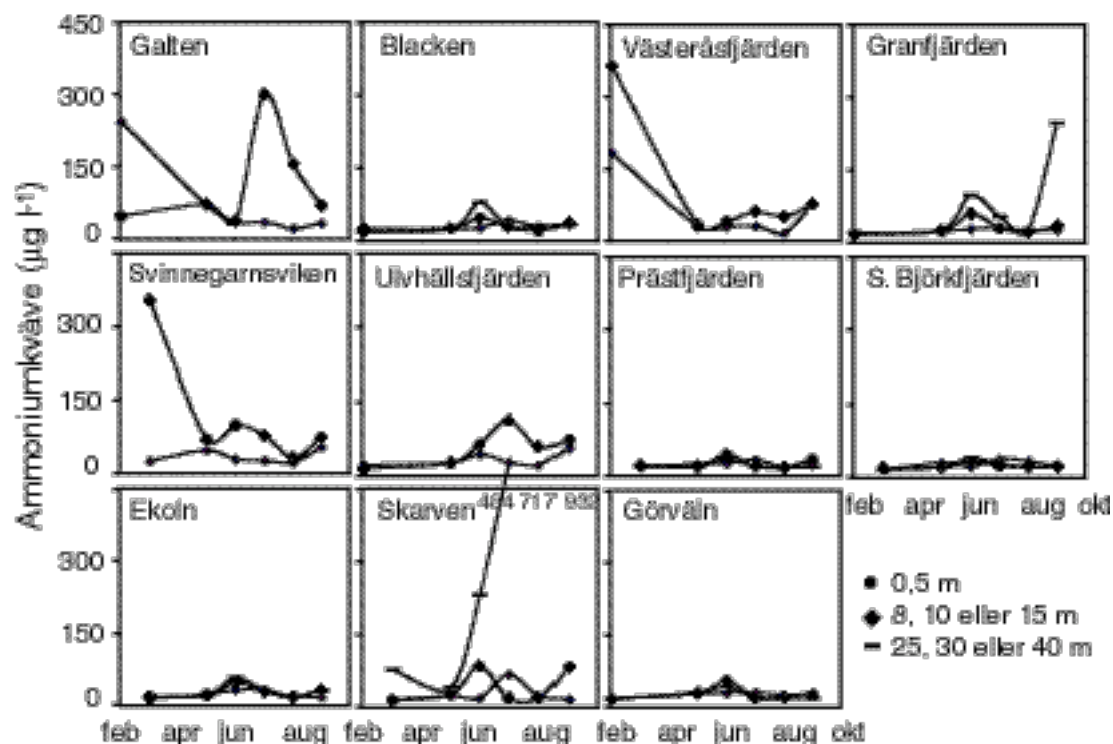 Ammoniumkväve (µg l-1)
450
300
150
0
Galten
Blacken
Västeråsfjärden
Granfjärden
300
150
0
Svinnegarnsviken
Ulvhällsfjärden
Prästfjärden
S. Björkfjärden
feb apr jun aug okt
300
150
0
Ekoln
Skarven 484 717 932
Görväln
0,5 m
8, 10 eller 15 m
25, 30 eller 40 m
feb apr jun aug feb apr jun aug feb apr jun aug okt